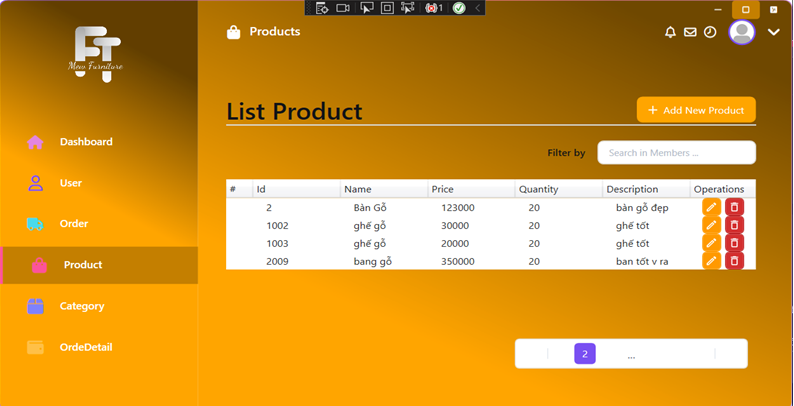 1
Products
FT
Mew Furniture
List Product
Add New Product
Dashboard
Filter by
Search in Members ...
User
# Id Name Price Quantity Description Operations
2 Bàn Gỗ 123000 20 bàn gỗ đẹp
Order
1002 ghế gỗ 30000 20 ghế tốt
1003 ghế gỗ 20000 20 ghế tốt
Product
2009 bang gỗ 350000 20 ban tốt v ra
Category
OrdeDetail
2 ...